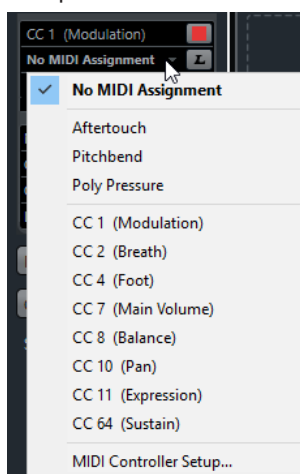 CC 1 (Modulation)
No MIDI Assignment
L
No MIDI Assignment
Aftertouch
Pitchbend
Poly Pressure
CC 1 (Modulation)
CC 2 (Breath)
CC 4 (Foot)
CC 7 (Main Volume)
CC 8 (Balance)
CC 10 (Pan)
CC 11 (Expression)
CC 64 (Sustain)
MIDI Controller Setup...